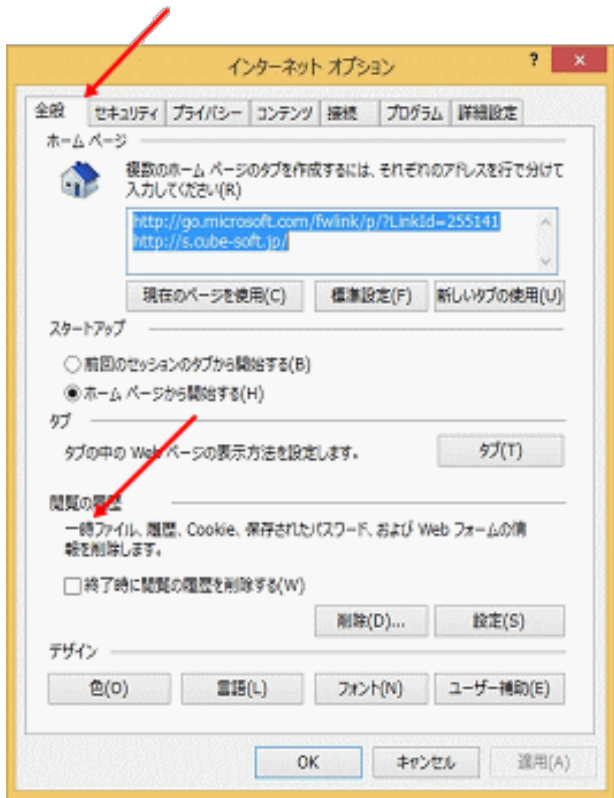 インターネット オプション
?
×
全般 セキュリティ プライバシー コンテンツ 接続 プログラム 詳細設定
ホーム ページ
複数のホーム ページのタブを作成するには、それぞれのアドレスを行で分けて
入力してください(R)
http://go.microsoft.com/fwlink/p/?LinkId=255141
http://s.cube-soft.jp/
現在のページを使用(C) 標準設定(F) 新しいタブの使用(U)
スタートアップ
前回のセッションのタブから開始する(B)
ホーム ページから開始する(H)
タブ
タブの中の Web ページの表示方法を設定します。 タブ(T)
閲覧の履歴
一時ファイル、履歴、Cookie、保存されたパスワード、および Web フォームの情
報を削除します。
終了時に閲覧の履歴を削除する(W)
削除(D)... 設定(S)
デザイン
色(O) 言語(L) フォント(N) ユーザー補助(E)
OK キャンセル 適用(A)